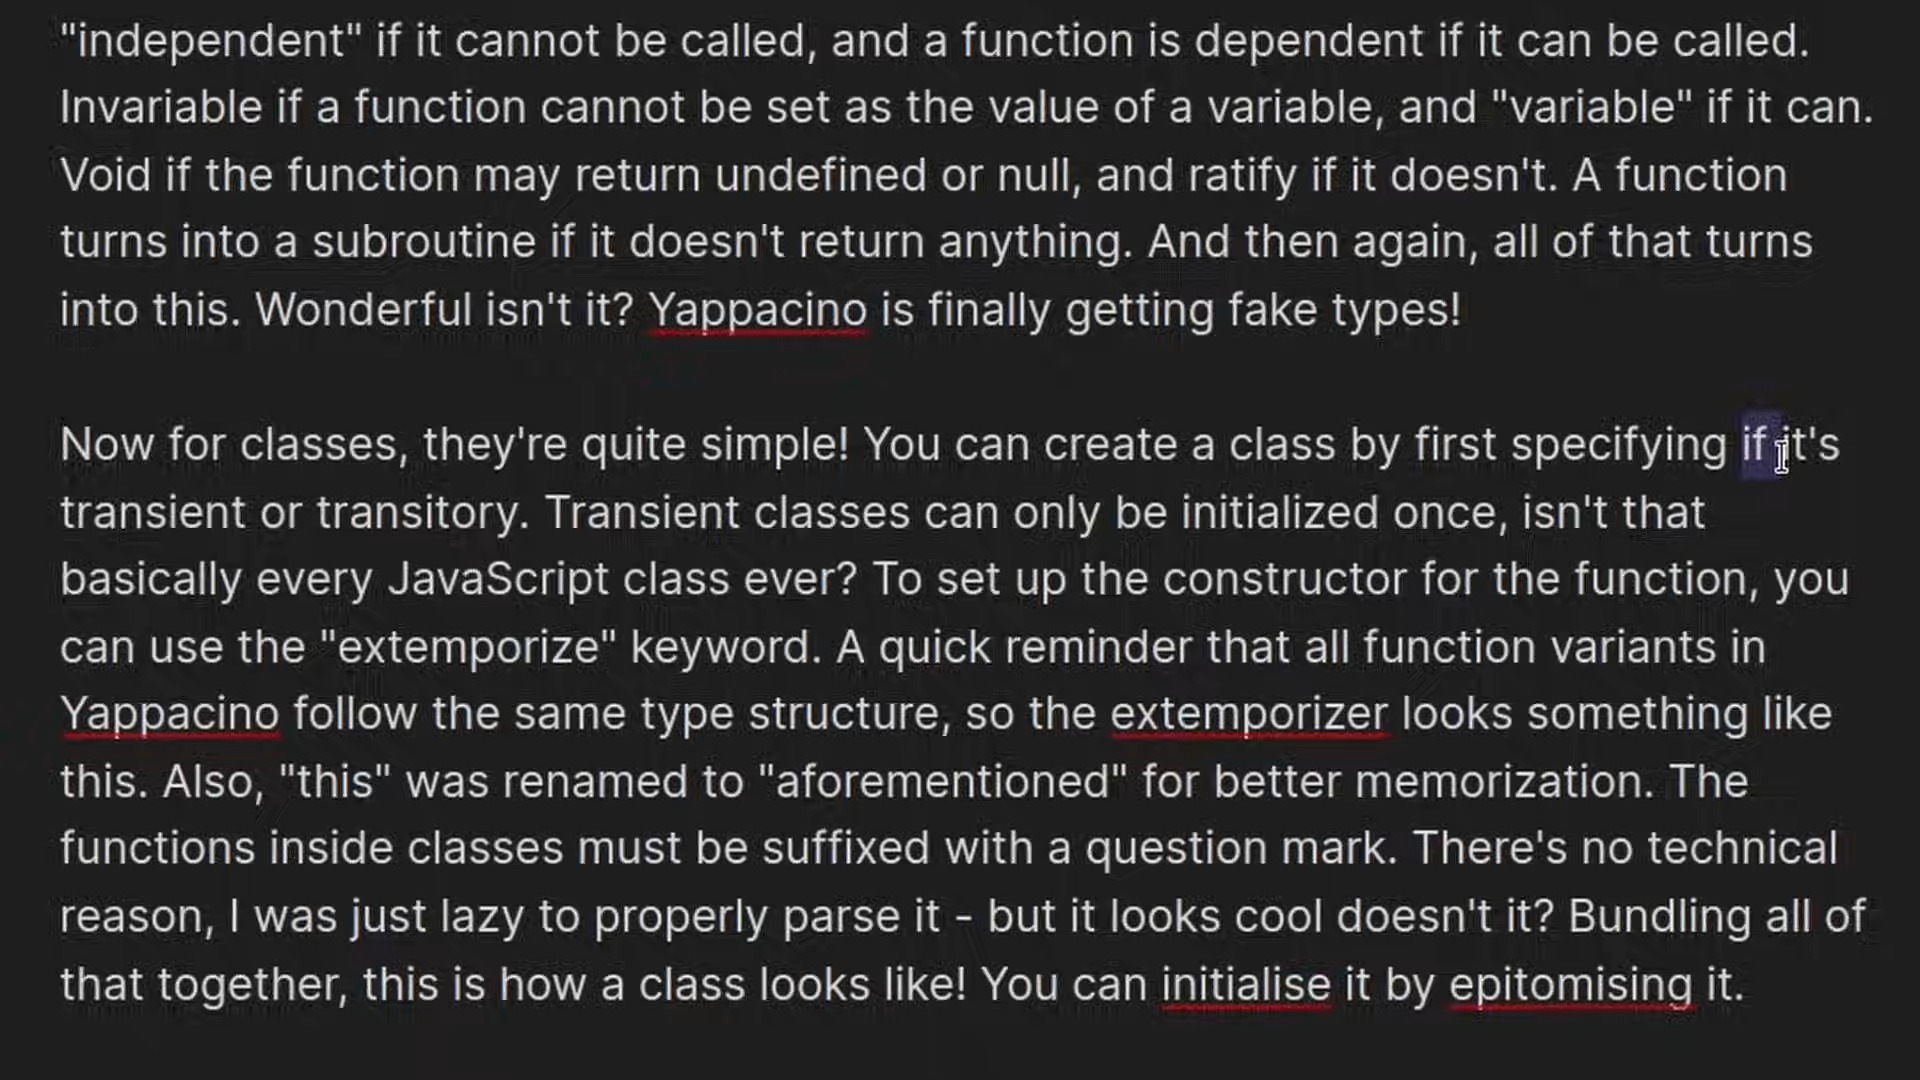 "independent" if it cannot be called, and a function is dependent if it can be called.
Invariable if a function cannot be set as the value of a variable, and "variable" if it can.
Void if the function may return undefined or null, and ratify if it doesn't. A function
turns into a subroutine if it doesn't return anything. And then again, all of that turns
into this. Wonderful isn't it? Yappacino is finally getting fake types!
Now for classes, they're quite simple! You can create a class by first specifying if it's
transient or transitory. Transient classes can only be initialized once, isn't that
basically every JavaScript class ever? To set up the constructor for the function, you
can use the "extemporize" keyword. A quick reminder that all function variants in
Yappacino follow the same type structure, so the extemporizer looks something like
this. Also, "this" was renamed to "aforementioned" for better memorization. The
functions inside classes must be suffixed with a question mark. There's no technical
reason, I was just lazy to properly parse it - but it looks cool doesn't it? Bundling all of
that together, this is how a class looks like! You can initialise it by epitomising it.